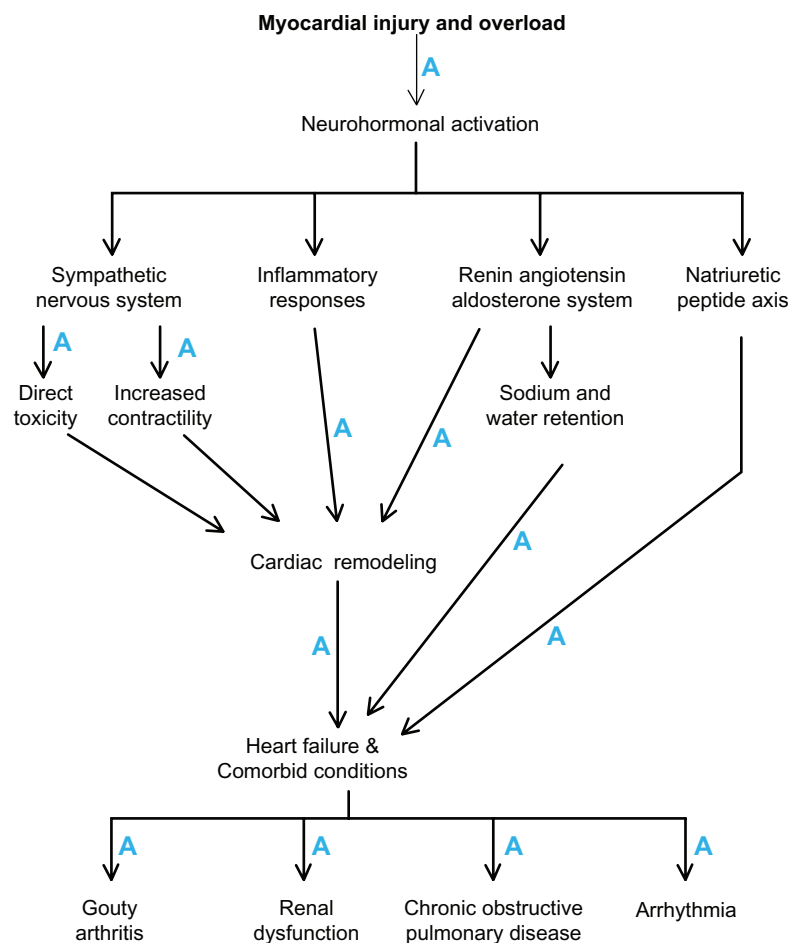 Myocardial injury and overload
A
Neurohormonal activation
Sympathetic
nervous system
Inflammatory
responses
Renin angiotensin
aldosterone system
Natriuretic
peptide axis
A
A
Direct
toxicity
Increased
contractility
Sodium and
water retention
A
A
A
Cardiac remodeling
A
A
Heart failure &
Comorbid conditions
A
A
A
A
Gouty
arthritis
Renal
dysfunction
Chronic obstructive
pulmonary disease
Arrhythmia